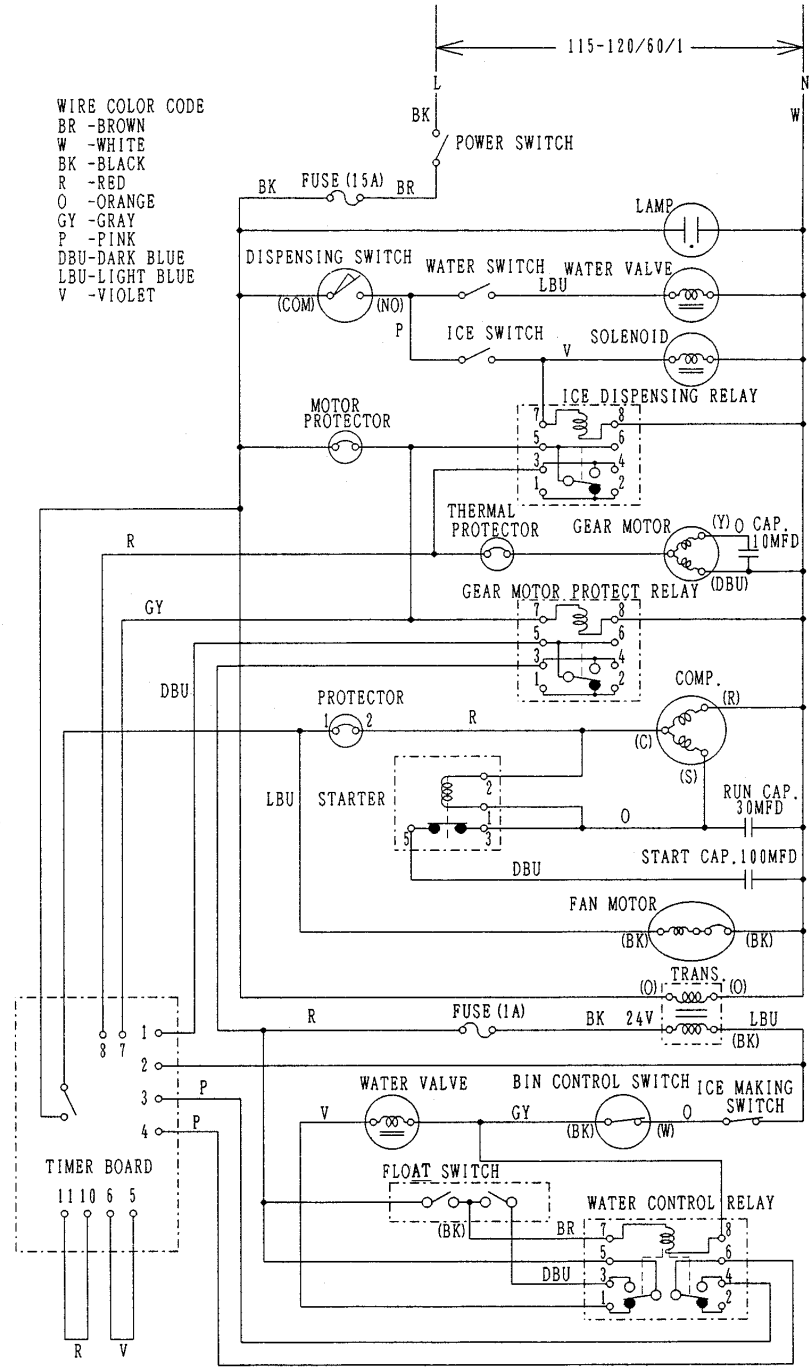 115-120/60/1
L
N
BK
W
WIRE COLOR CODE
BR -BROWN
W -WHITE
BK -BLACK
R -RED
O -ORANGE
GY -GRAY
P -PINK
DBU-DARK BLUE
LBU-LIGHT BLUE
V -VIOLET
POWER SWITCH
BK
FUSE (15A)
BR
LAMP
DISPENSING SWITCH
WATER SWITCH
LBU
WATER VALVE
(COM)
(NO)
P
ICE SWITCH
V
SOLENOID
MOTOR
PROTECTOR
ICE DISPENSING RELAY
7
8
5
6
3
4
1
2
R
THERMAL
PROTECTOR
GEAR MOTOR
(Y)
O
CAP.
10MFD
(DBU)
GEAR MOTOR PROTECT RELAY
GY
7
8
5
6
3
4
1
2
DBU
PROTECTOR
1
2
R
COMP.
(R)
(C)
(S)
LBU
STARTER
2
1
5
3
O
RUN CAP.
30MFD
DBU
START CAP.100MFD
FAN MOTOR
(BK)
(BK)
TRANS.
(O)
(O)
R
FUSE (1A)
BK
24V
(BK)
LBU
8
7
1
2
3
P
4
P
TIMER BOARD
11 10 6 5
R
V
WATER VALVE
V
GY
BIN CONTROL SWITCH
(BK)
(W)
O
ICE MAKING
SWITCH
FLOAT SWITCH
(BK)
BR
DBU
WATER CONTROL RELAY
7
8
5
6
3
4
1
2